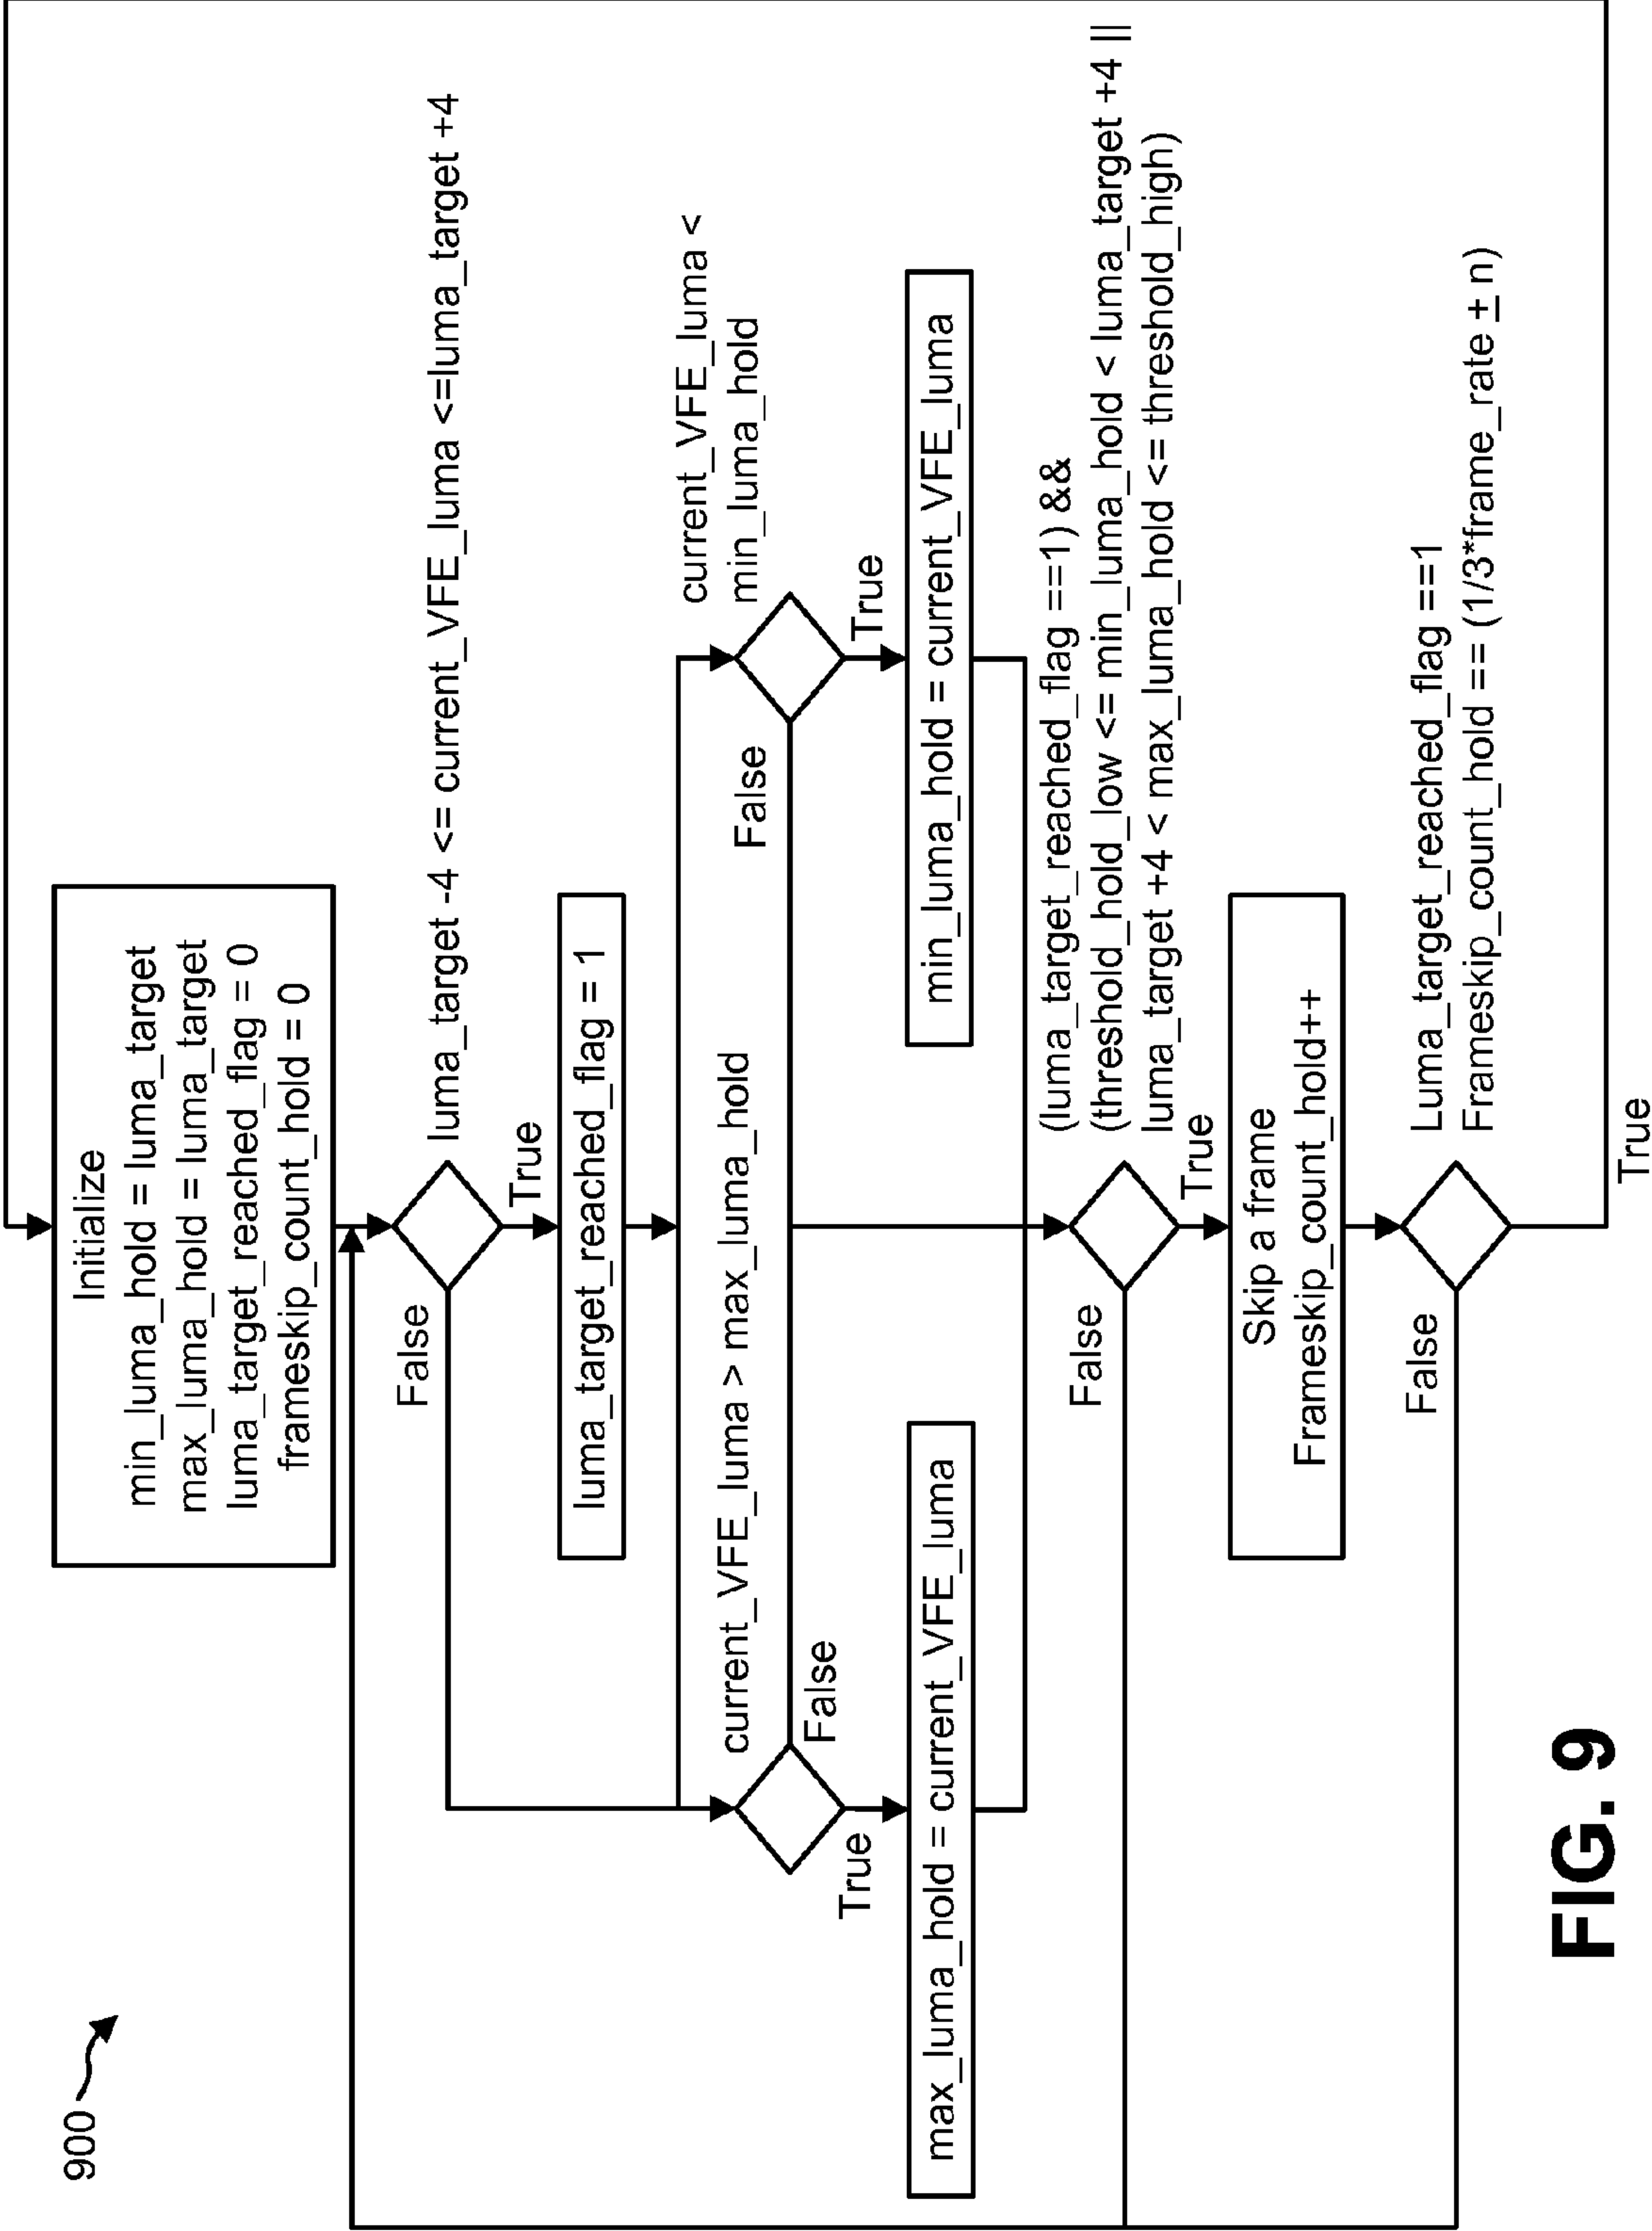 900
Initialize
min_luma_hold = luma_target
max_luma_hold = luma_target
luma_target_reached_flag = 0
frameskip_count_hold = 0
luma_target -4 <= current_VFE_luma <=luma_target +4
False
True
luma_target_reached_flag = 1
current_VFE_luma > max_luma_hold
current_VFE_luma <
min_luma_hold
False
False
True
True
max_luma_hold = current_VFE_luma
min_luma_hold = current_VFE_luma
(luma_target_reached_flag ==1) &&
(threshold_hold_low <= min_luma_hold < luma_target +4 ||
luma_target +4 < max_luma_hold <= threshold_high)
False
True
Skip a frame
Frameskip_count_hold++
Luma_target_reached_flag ==1
Frameskip_count_hold == (1/3*frame_rate ± n)
False
True
FIG. 9